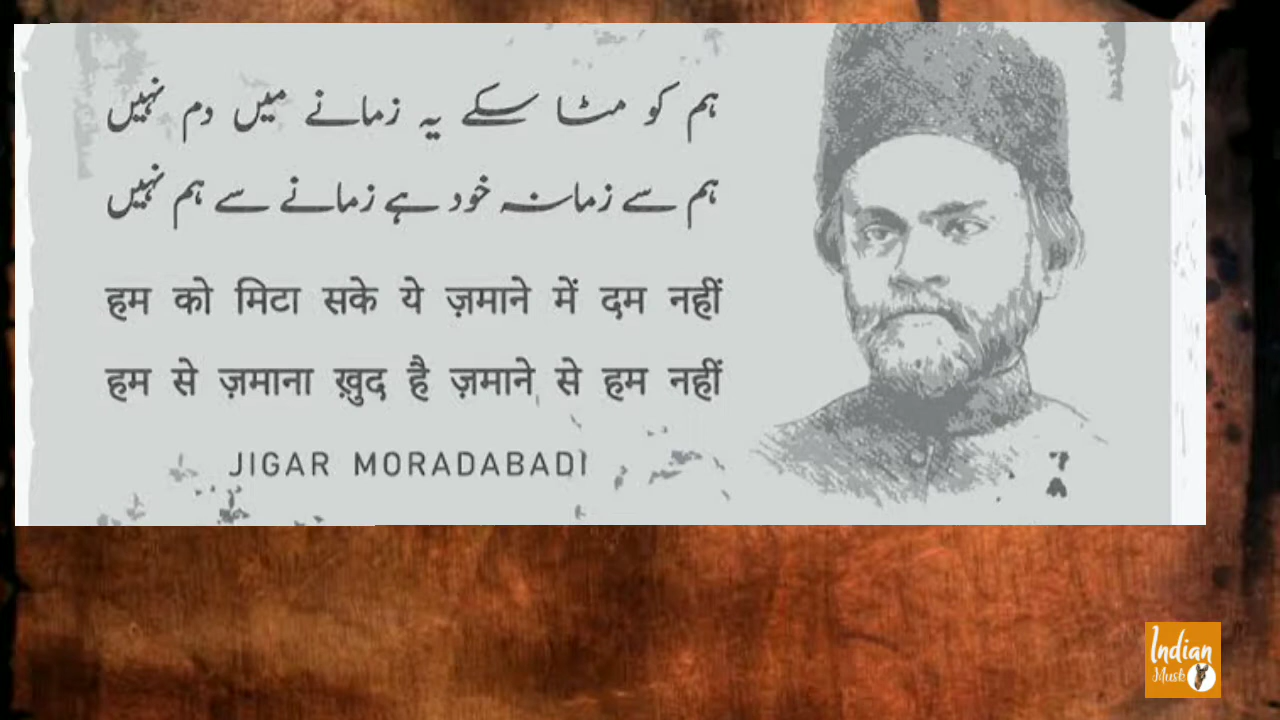 ہم کو مٹا سکے یہ زمانے میں دم نہیں
ہم سے زمانہ خود ہے زمانے سے ہم نہیں
हम को मिटा सके ये ज़माने में दम नहीं
हम से ज़माना ख़ुद है ज़माने से हम नहीं
JIGAR MORADABADI
Indian
Musk